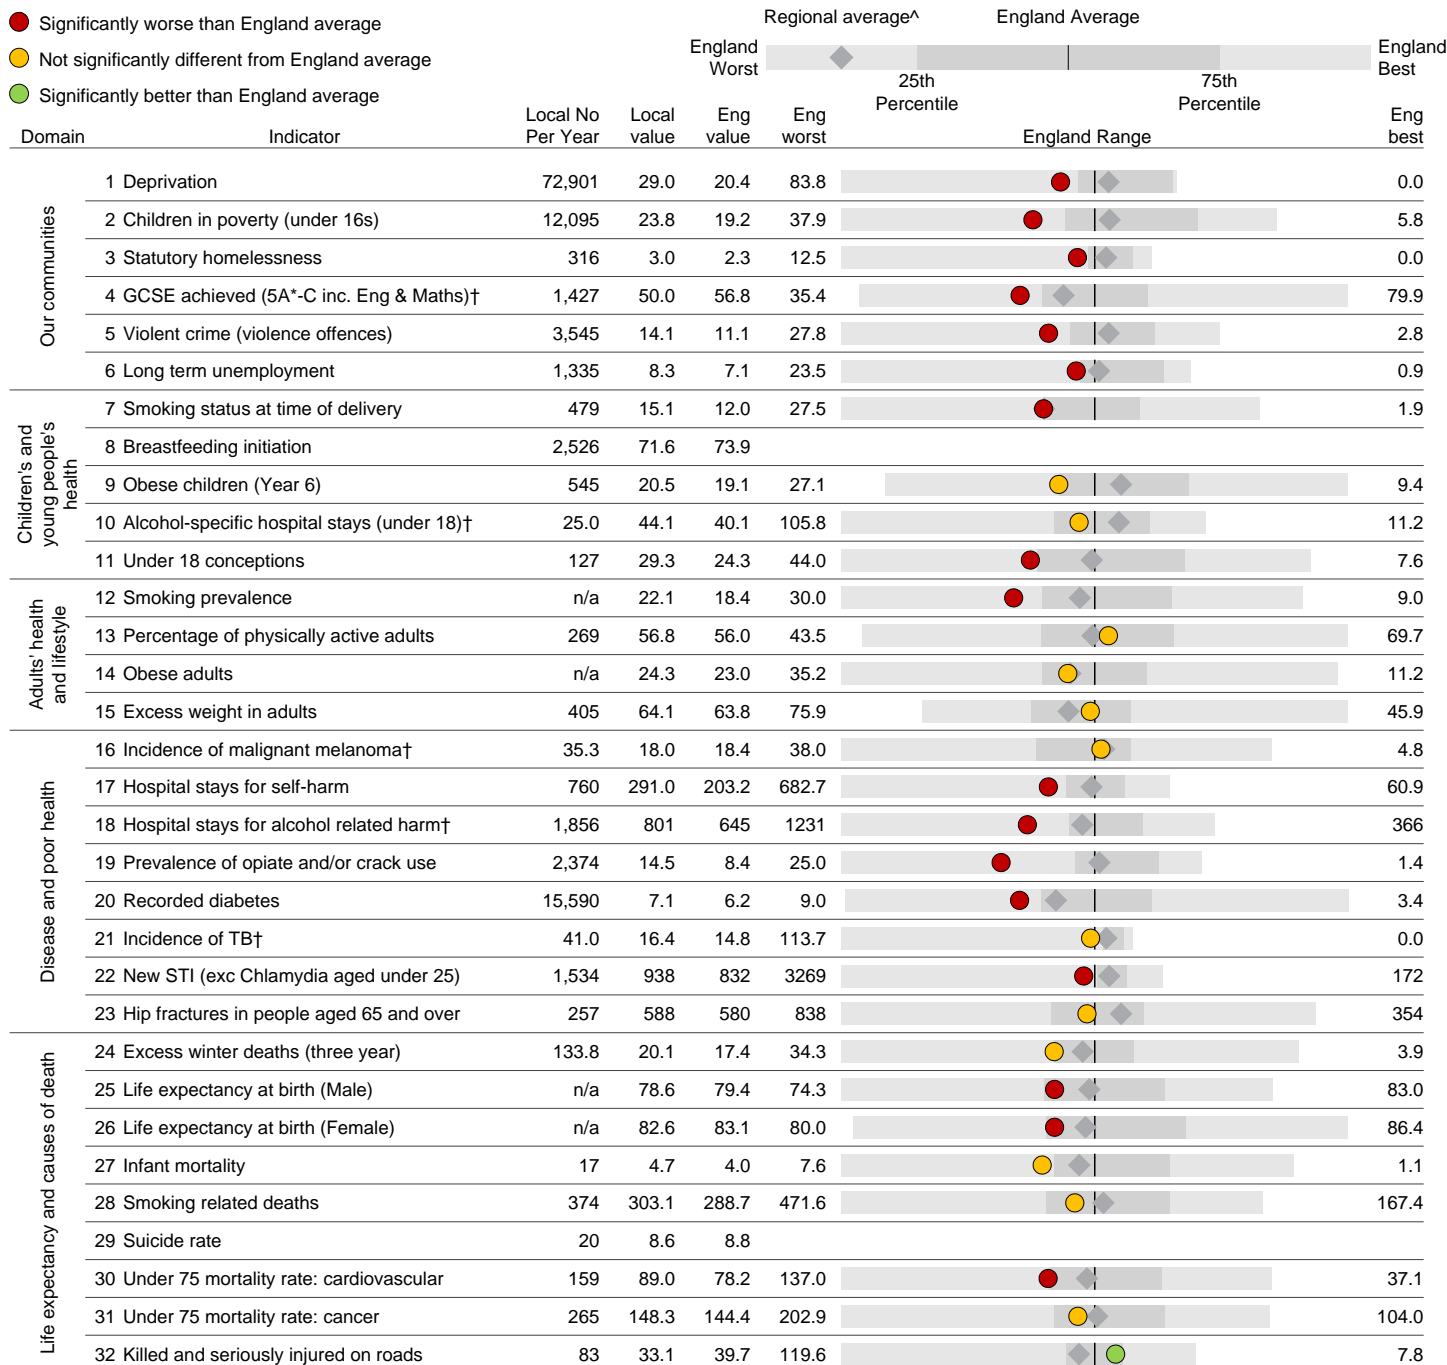 Significantly worse than England average
Not significantly different from England average
Significantly better than England average
Regional average^ England Average
England Worst
England Best
25th Percentile
75th Percentile
Domain Indicator Local No Per Year Local value Eng value Eng worst England Range Eng best
Our communities
1 Deprivation 72,901 29.0 20.4 83.8 0.0
2 Children in poverty (under 16s) 12,095 23.8 19.2 37.9 5.8
3 Statutory homelessness 316 3.0 2.3 12.5 0.0
4 GCSE achieved (5A*-C inc. Eng & Maths)† 1,427 50.0 56.8 35.4 79.9
5 Violent crime (violence offences) 3,545 14.1 11.1 27.8 2.8
6 Long term unemployment 1,335 8.3 7.1 23.5 0.9
Children's and young people's health
7 Smoking status at time of delivery 479 15.1 12.0 27.5 1.9
8 Breastfeeding initiation 2,526 71.6 73.9
9 Obese children (Year 6) 545 20.5 19.1 27.1 9.4
10 Alcohol-specific hospital stays (under 18)† 25.0 44.1 40.1 105.8 11.2
11 Under 18 conceptions 127 29.3 24.3 44.0 7.6
Adults' health and lifestyle
12 Smoking prevalence n/a 22.1 18.4 30.0 9.0
13 Percentage of physically active adults 269 56.8 56.0 43.5 69.7
14 Obese adults n/a 24.3 23.0 35.2 11.2
15 Excess weight in adults 405 64.1 63.8 75.9 45.9
Disease and poor health
16 Incidence of malignant melanoma† 35.3 18.0 18.4 38.0 4.8
17 Hospital stays for self-harm 760 291.0 203.2 682.7 60.9
18 Hospital stays for alcohol related harm† 1,856 801 645 1231 366
19 Prevalence of opiate and/or crack use 2,374 14.5 8.4 25.0 1.4
20 Recorded diabetes 15,590 7.1 6.2 9.0 3.4
21 Incidence of TB† 41.0 16.4 14.8 113.7 0.0
22 New STI (exc Chlamydia aged under 25) 1,534 938 832 3269 172
23 Hip fractures in people aged 65 and over 257 588 580 838 354
Life expectancy and causes of death
24 Excess winter deaths (three year) 133.8 20.1 17.4 34.3 3.9
25 Life expectancy at birth (Male) n/a 78.6 79.4 74.3 83.0
26 Life expectancy at birth (Female) n/a 82.6 83.1 80.0 86.4
27 Infant mortality 17 4.7 4.0 7.6 1.1
28 Smoking related deaths 374 303.1 288.7 471.6 167.4
29 Suicide rate 20 8.6 8.8
30 Under 75 mortality rate: cardiovascular 159 89.0 78.2 137.0 37.1
31 Under 75 mortality rate: cancer 265 148.3 144.4 202.9 104.0
32 Killed and seriously injured on roads 83 33.1 39.7 119.6 7.8